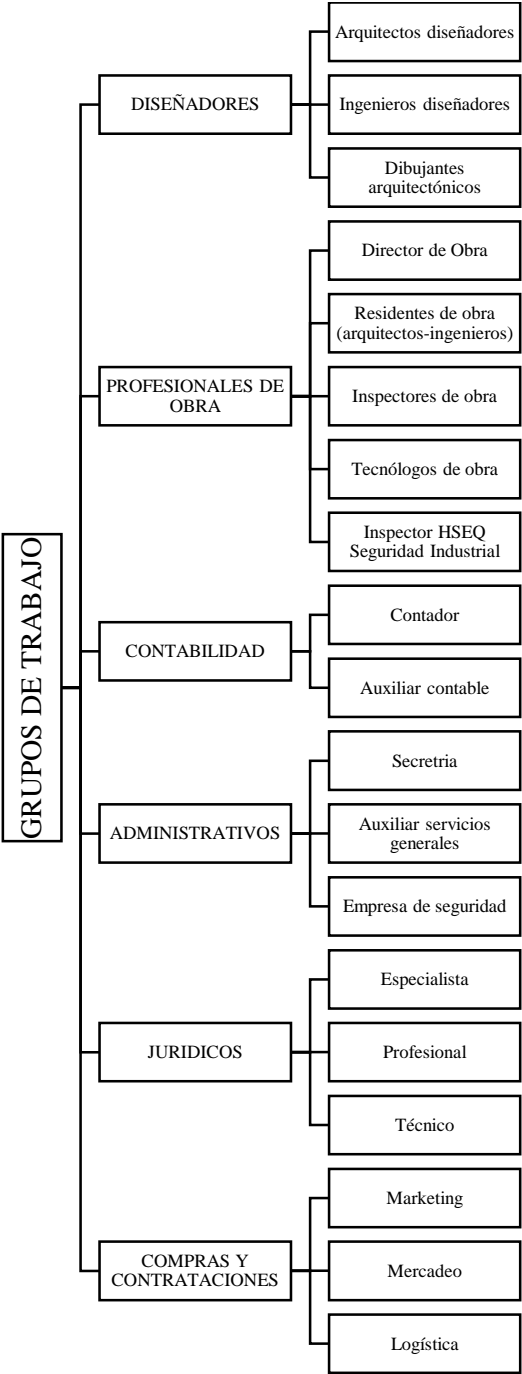 GRUPOS DE TRABAJO
DISEÑADORES
Arquitectos diseñadores
Ingenieros diseñadores
Dibujantes
arquitectónicos
PROFESIONALES DE
OBRA
Director de Obra
Residentes de obra
(arquitectos-ingenieros)
Inspectores de obra
Tecnólogos de obra
Inspector HSEQ
Seguridad Industrial
CONTABILIDAD
Contador
Auxiliar contable
ADMINISTRATIVOS
Secretria
Auxiliar servicios
generales
Empresa de seguridad
JURIDICOS
Especialista
Profesional
Técnico
COMPRAS Y
CONTRATACIONES
Marketing
Mercadeo
Logística